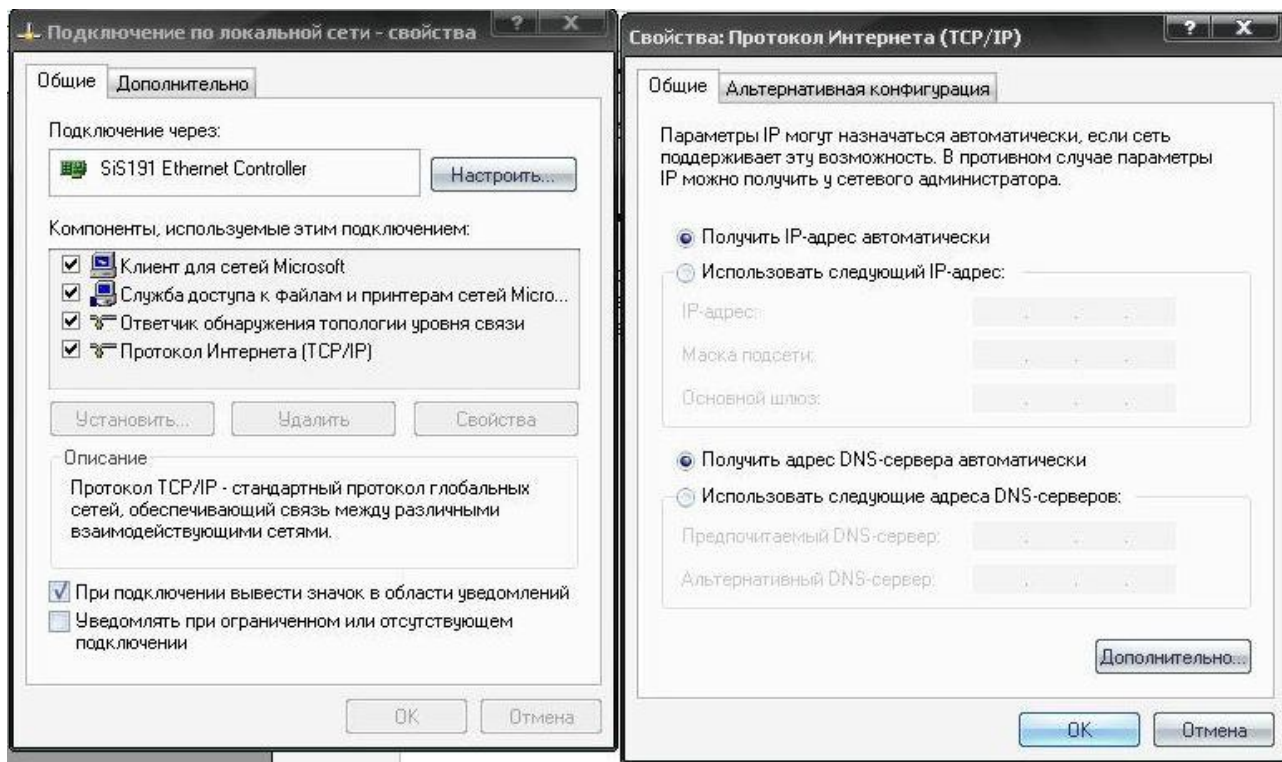 Подключение по локальной сети - свойства
Общие
Дополнительно
Подключение через:
SiS191 Ethernet Controller
Настроить...
Компоненты, используемые этим подключением:
Клиент для сетей Microsoft
Служба доступа к файлам и принтерам сетей Micro...
Ответчик обнаружения топологии уровня связи
Протокол Интернета (TCP/IP)
Установить...
Удалить
Свойства
Описание
Протокол TCP/IP - стандартный протокол глобальных
сетей, обеспечивающий связь между различными
взаимодействующими сетями.
При подключении вывести значок в области уведомлений
Уведомлять при ограниченном или отсутствующем
подключении
OK
Отмена
Свойства: Протокол Интернета (TCP/IP)
Общие
Альтернативная конфигурация
Параметры IP могут назначаться автоматически, если сеть
поддерживает эту возможность. В противном случае параметры
IP можно получить у сетевого администратора.
Получить IP-адрес автоматически
Использовать следующий IP-адрес:
IP-адрес:
Маска подсети:
Основной шлюз:
Получить адрес DNS-сервера автоматически
Использовать следующие адреса DNS-серверов:
Предпочитаемый DNS-сервер:
Альтернативный DNS-сервер:
Дополнительно...
OK
Отмена